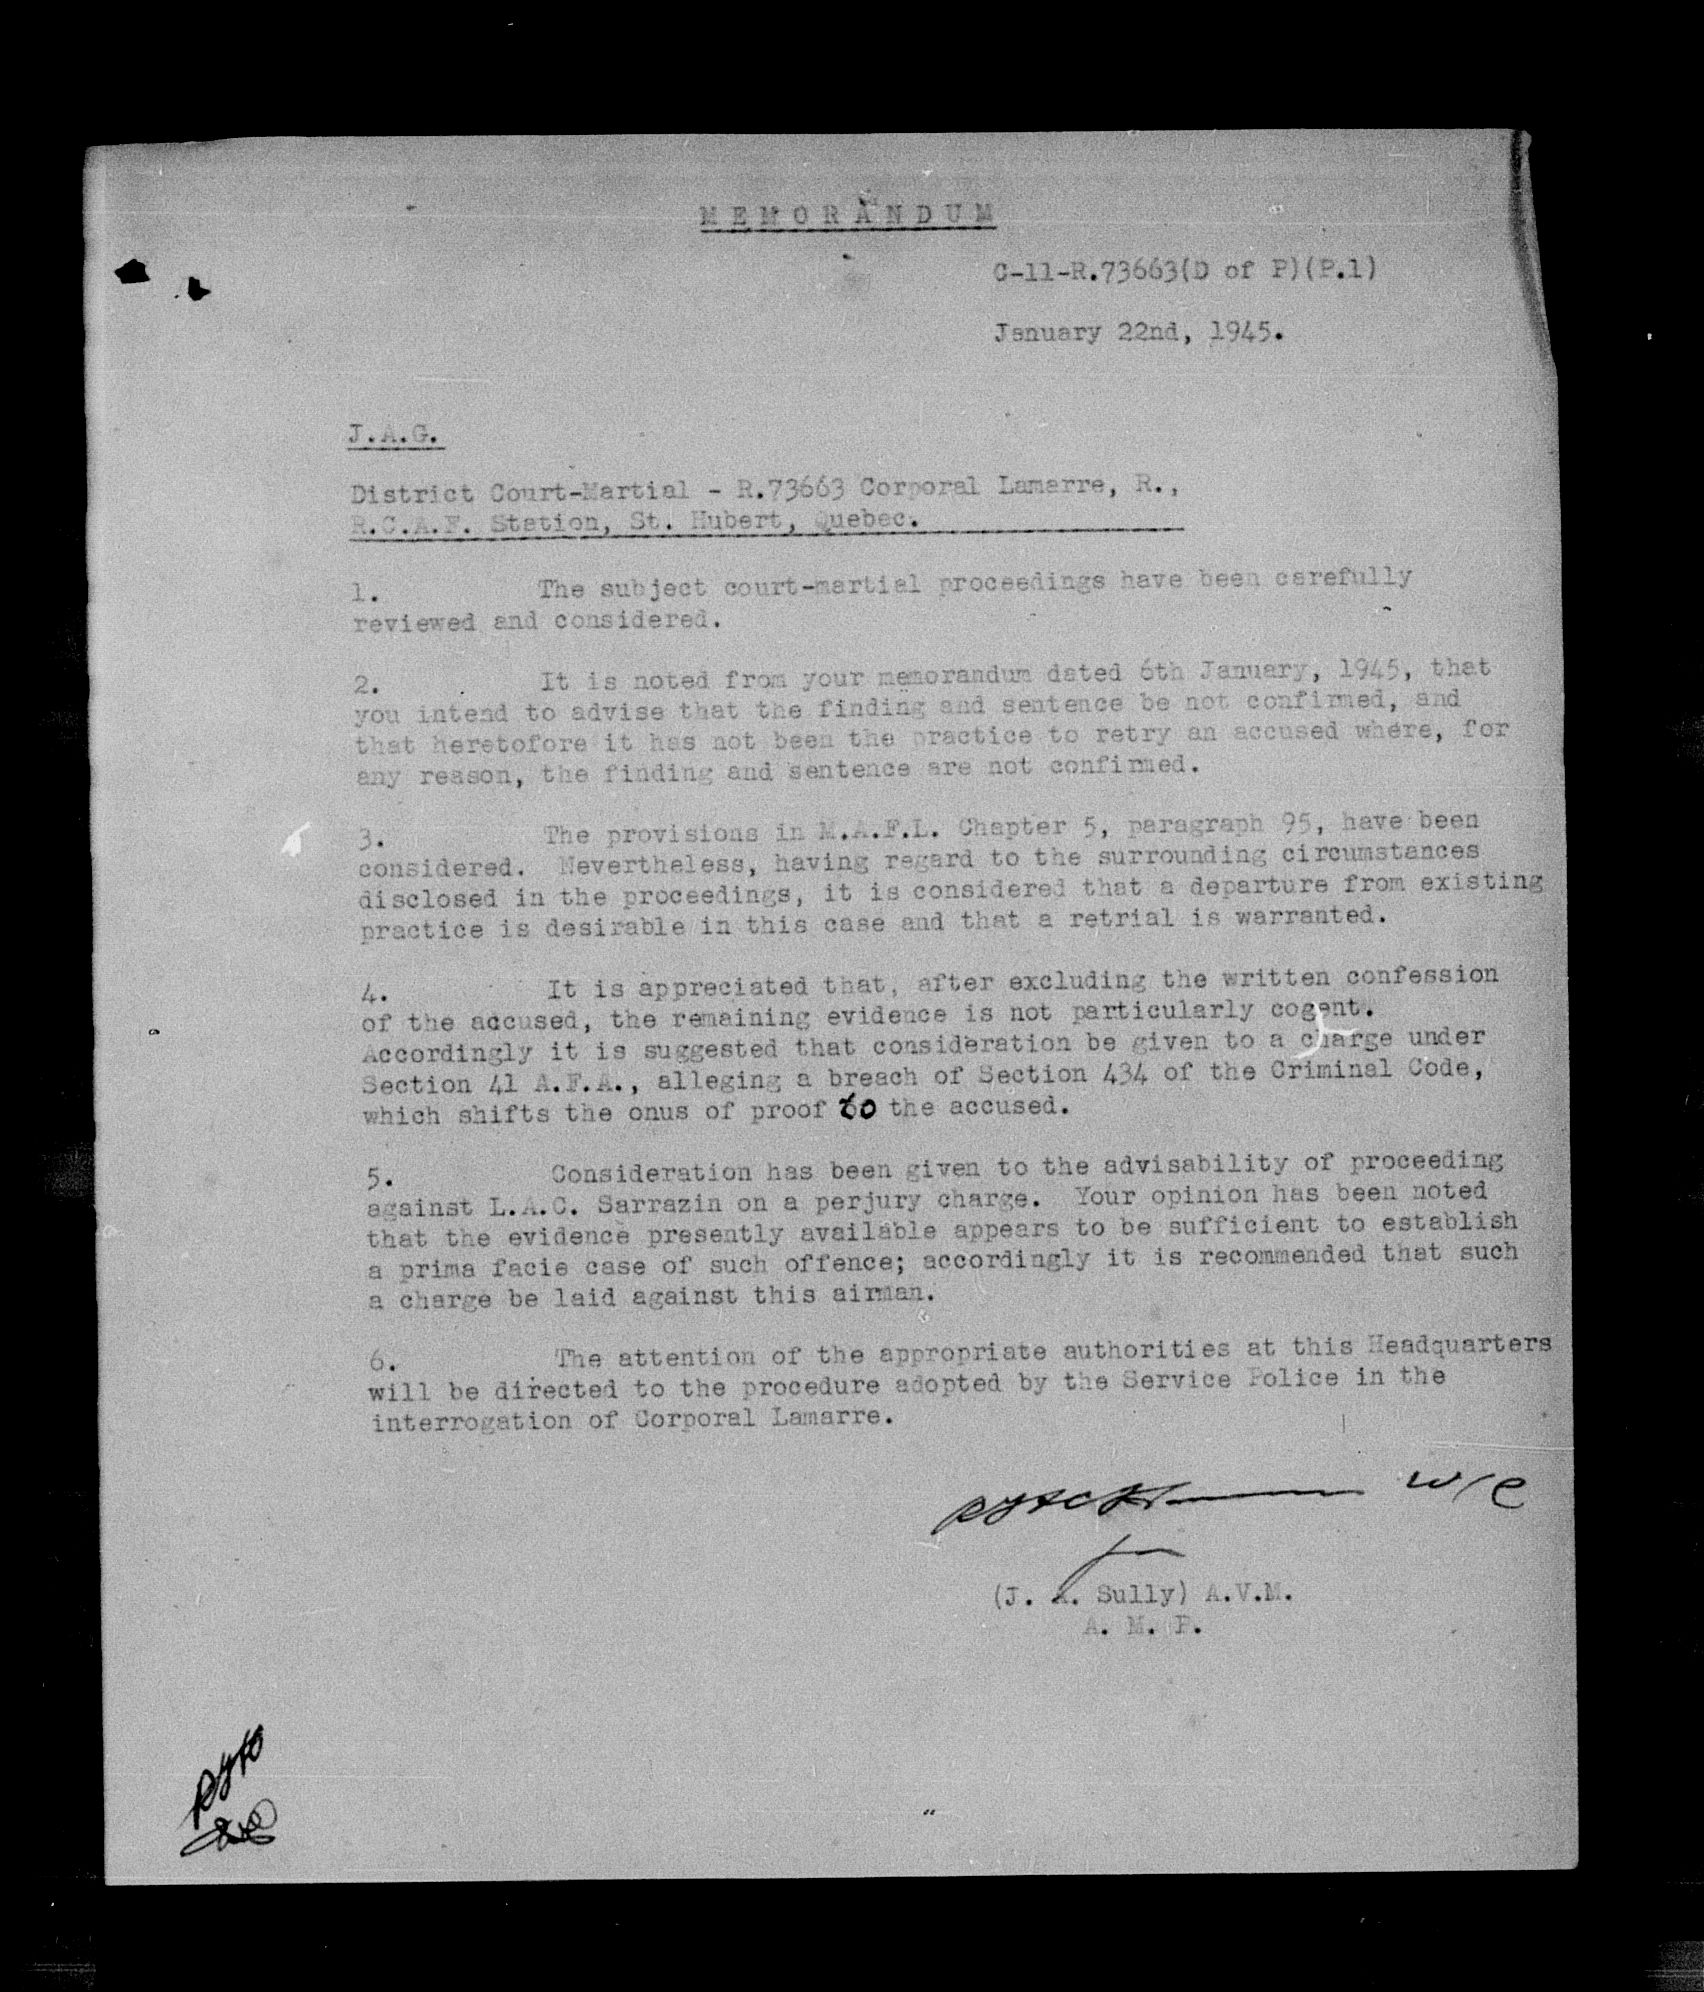 MEMORANDUM
C-11-R.73663(D of P)(P.1)
January 22nd, 1945.
J.A.G.
District Court-Martial - R.73663 Corporal Lamarre, R.,
R.C.A.F. Station, St. Hubert, Quebec.
1. The subject court-martial proceedings have been carefully
reviewed and considered.
2. It is noted from your memorandum dated 6th January, 1945, that
you intend to advise that the finding and sentence be not confirmed, and
that heretofore it has not been the practice to retry an accused where, for
any reason, the finding and sentence are not confirmed.
3. The provisions in M.A.F.L. Chapter 5, paragraph 95, have been
considered. Nevertheless, having regard to the surrounding circumstances
disclosed in the proceedings, it is considered that a departure from existing
practice is desirable in this case and that a retrial is warranted.
4. It is appreciated that, after excluding the written confession
of the accused, the remaining evidence is not particularly cogent.
Accordingly it is suggested that consideration be given to a charge under
Section 41 A.F.A., alleging a breach of Section 434 of the Criminal Code,
which shifts the onus of proof to the accused.
5. Consideration has been given to the advisability of proceeding
against L.A.C. Sarrazin on a perjury charge. Your opinion has been noted
that the evidence presently available appears to be sufficient to establish
a prima facie case of such offence; accordingly it is recommended that such
a charge be laid against this airman.
6. The attention of the appropriate authorities at this Headquarters
will be directed to the procedure adopted by the Service Police in the
interrogation of Corporal Lamarre.
W/C
(J. A. Sully) A.V.M.
A. M. P.